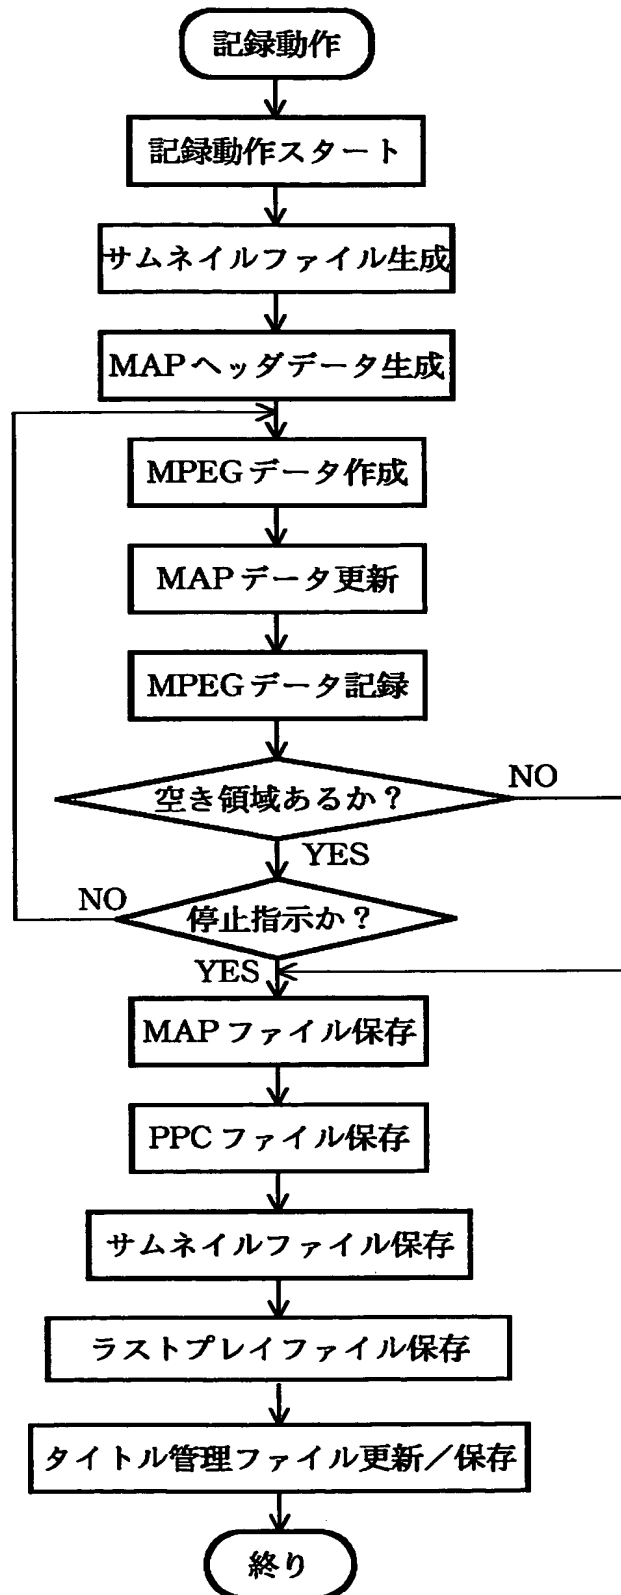 記録動作
記録動作スタート
サムネイルファイル生成
MAPヘッダデータ生成
MPEGデータ作成
MAPデータ更新
MPEGデータ記録
空き領域あるか？
NO
YES
NO
停止指示か？
YES
MAPファイル保存
PPCファイル保存
サムネイルファイル保存
ラストプレイファイル保存
タイトル管理ファイル更新／保存
終り